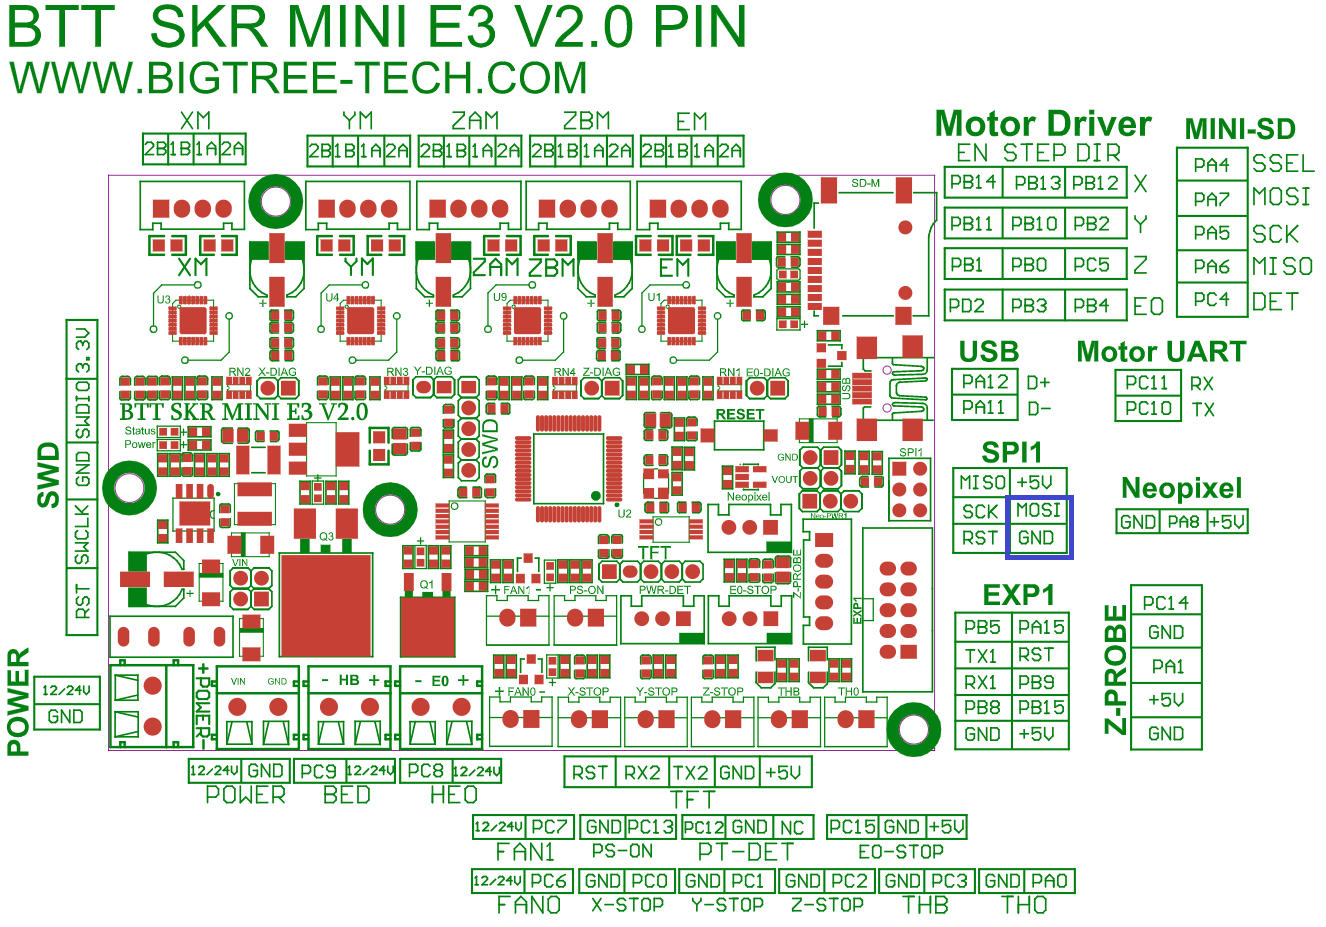 BTT SKR MINI E3 V2.0 PIN
WWW.BIGTREE-TECH.COM
XM YM ZAM ZBM EM
2B 1B 1A 2A 2B 1B 1A 2A 2B 1B 1A 2A 2B 1B 1A 2A 2B 1B 1A 2A
Motor Driver
EN STEP DIR
PB14 PB13 PB12 X
PB11 PB10 PB2 Y
PB1 PB0 PC5 Z
PD2 PB3 PB4 E0
MINI-SD
PA4 SSEL
PA7 MOSI
PA5 SCK
PA6 MISO
PC4 DET
USB
PA12 D+
PA11 D-
Motor UART
PC11 RX
PC10 TX
SPI1
MISO +5V
SCK MOSI
RST GND
Neopixel
GND PA8 +5V
EXP1
PB5 PA15
TX1 RST
RX1 PB9
PB8 PB15
GND +5V
Z-PROBE
PC14
GND
PA1
+5V
GND
SD-M
XM YM ZAM ZBM EM
U3 U4 U9 U1
+ + + + +
RN2 X-DIAG RN3 Y-DIAG RN4 Z-DIAG RN1 E0-DIAG
USB
BTT SKR MINI E3 V2.0
Status
Power
SWD
RESET
GND
VOUT
SPI1
Neopixel
Neo-PWR1
U2
Q3
VIN
Q1
TFT
Z-PROBE
EXP1
+ FAN1 - PS-ON PWR-DET E0-STOP
+ FAN0 - X-STOP Y-STOP Z-STOP THB TH0
+POWER-
VIN GND
- HB +
- E0 +
SWD
3.3V
SWDIO
GND
SWCLK
RST
POWER
12/24V
GND
12/24V GND PC9 12/24V PC8 12/24V
POWER BED HE0
RST RX2 TX2 GND +5V
TFT
12/24V PC7 GND PC13 PC12 GND NC PC15 GND +5V
FAN1 PS-ON PT-DET E0-STOP
12/24V PC6 GND PC0 GND PC1 GND PC2 GND PC3 GND PA0
FAN0 X-STOP Y-STOP Z-STOP THB TH0